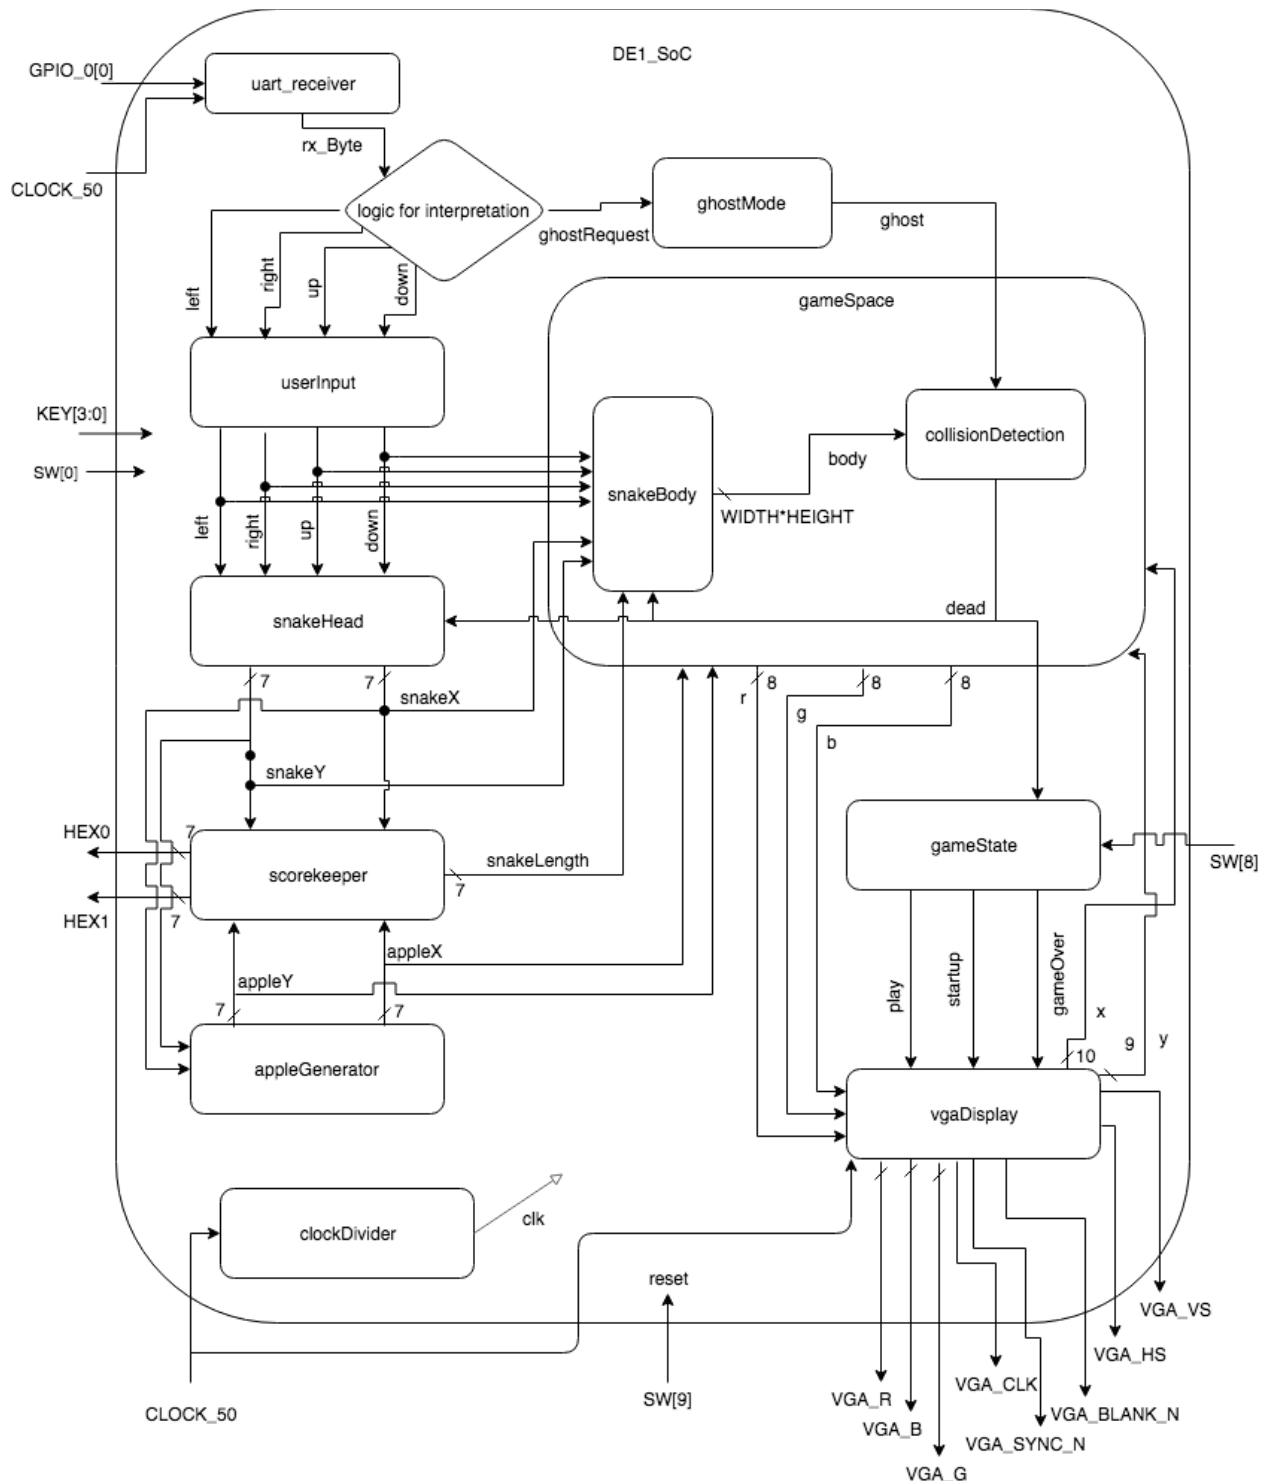 DE1_SoC
GPIO_0[0]
uart_receiver
rx_Byte
CLOCK_50
logic for interpretation
ghostMode
ghostRequest
ghost
left
right
up
down
gameSpace
userInput
KEY[3:0]
SW[0]
collisionDetection
body
snakeBody
WIDTH*HEIGHT
left
right
up
down
snakeHead
dead
7
7
8
8
8
snakeX
r
g
b
snakeY
HEX0
7
scorekeeper
snakeLength
7
HEX1
7
gameState
SW[8]
appleX
appleY
7
7
play
startup
gameOver
x
10
9
y
appleGenerator
vgaDisplay
clockDivider
clk
reset
VGA_VS
VGA_HS
VGA_CLK
VGA_R
VGA_B
VGA_BLANK_N
VGA_SYNC_N
VGA_G
CLOCK_50
SW[9]